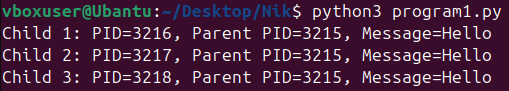 vboxuser@Ubuntu:~/Desktop/Nik$ python3 program1.py
Child 1: PID=3216, Parent PID=3215, Message=Hello
Child 2: PID=3217, Parent PID=3215, Message=Hello
Child 3: PID=3218, Parent PID=3215, Message=Hello